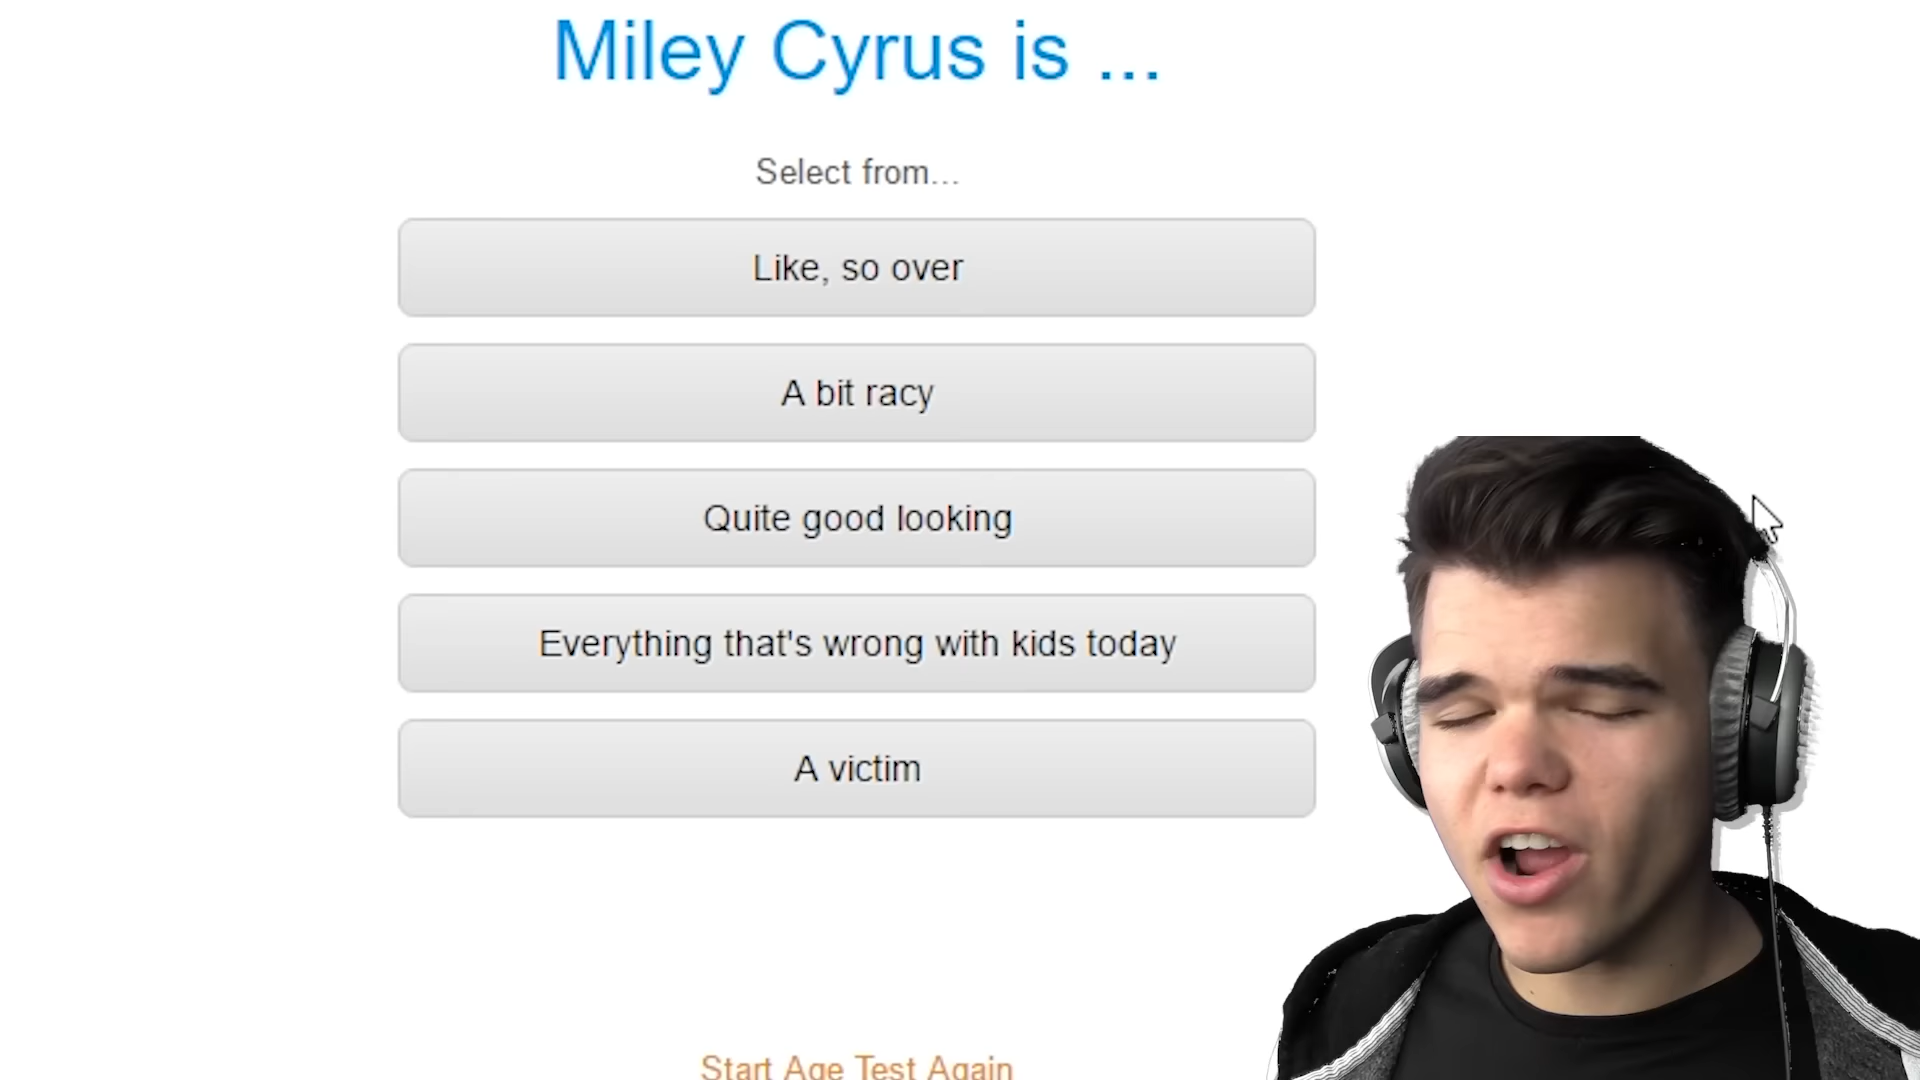 Miley Cyrus is ...
Select from...
Like, so over
A bit racy
Quite good looking
Everything that's wrong with kids today
A victim
Start Age Test Again